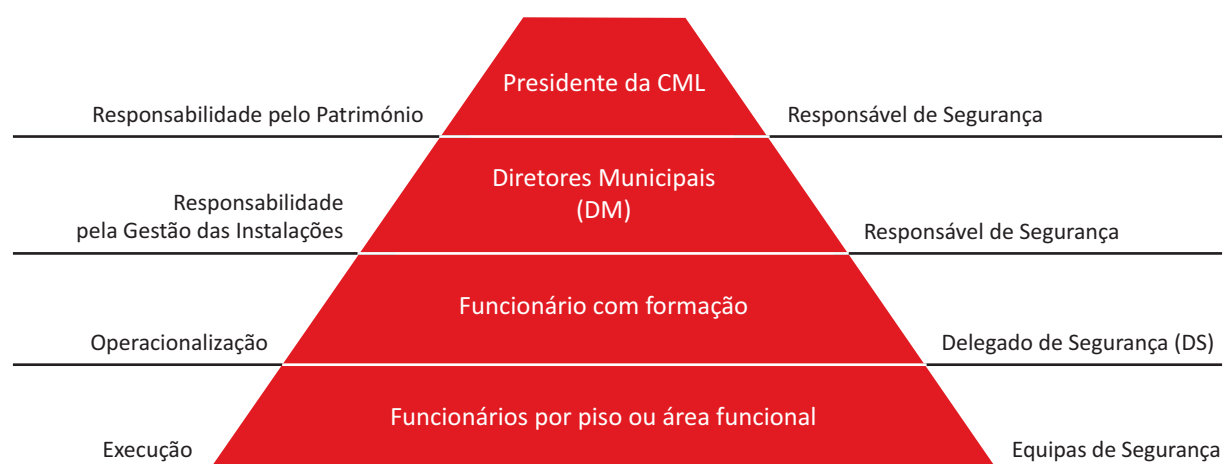 Presidente da CML
Responsabilidade pelo Património
Responsável de Segurança
Diretores Municipais
(DM)
Responsabilidade
pela Gestão das Instalações
Responsável de Segurança
Funcionário com formação
Operacionalização
Delegado de Segurança (DS)
Funcionários por piso ou área funcional
Execução
Equipas de Segurança